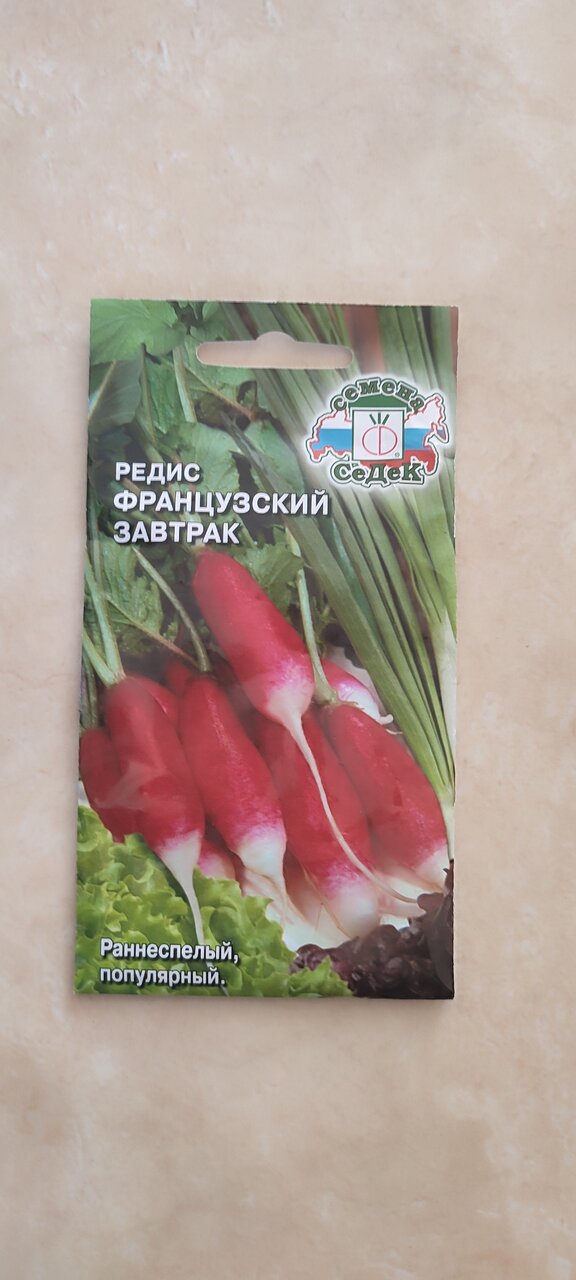 семена
СеДеК
®
РЕДИС
ФРАНЦУЗСКИЙ
ЗАВТРАК
Раннеспелый,
популярный.